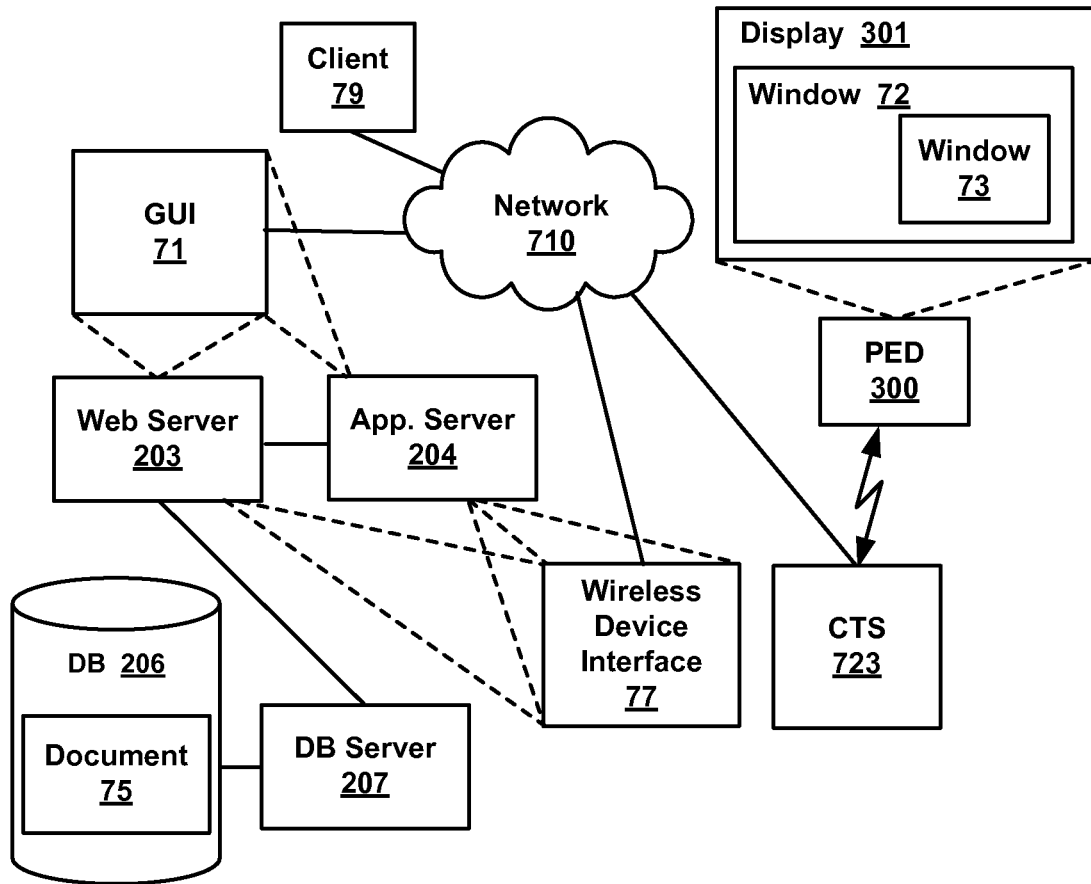 Display 301
Client
79
Window 72
Window
73
GUI
71
Network
710
PED
300
Web Server
203
App. Server
204
Wireless
Device
Interface
77
CTS
723
DB 206
Document
75
DB Server
207